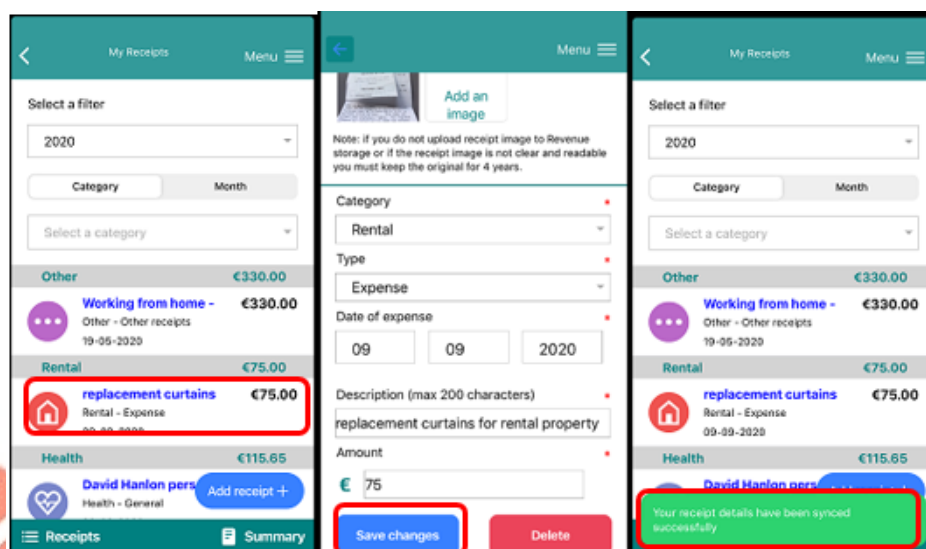 My Receipts
Menu
Select a filter
2020
Category Month
Select a category
Other €330.00
Working from home - €330.00
Other - Other receipts
19-05-2020
Rental €75.00
replacement curtains €75.00
Rental - Expense
09-09-2020
Health €115.65
David Hanlon pers
Health - General
Add receipt +
Receipts Summary
Menu
Add an
image
Note: if you do not upload receipt image to Revenue
storage or if the receipt image is not clear and readable
you must keep the original for 4 years.
Category *
Rental
Type *
Expense
Date of expense *
09 09 2020
Description (max 200 characters) *
replacement curtains for rental property
Amount *
€ 75
Save changes Delete
My Receipts
Menu
Select a filter
2020
Category Month
Select a category
Other €330.00
Working from home - €330.00
Other - Other receipts
19-05-2020
Rental €75.00
replacement curtains €75.00
Rental - Expense
09-09-2020
Health €115.65
David Hanlon pers
Your receipt details have been synced
successfully